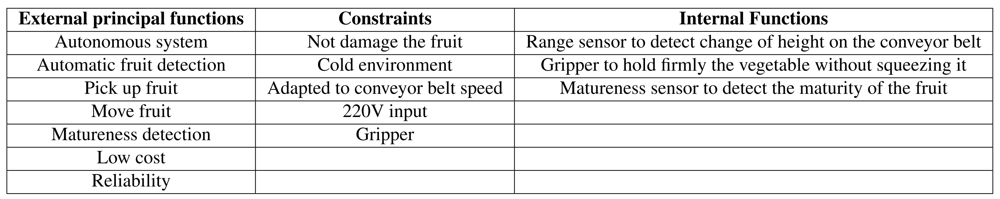 External principal functions Constraints Internal Functions
Autonomous system Not damage the fruit Range sensor to detect change of height on the conveyor belt
Automatic fruit detection Cold environment Gripper to hold firmly the vegetable without squeezing it
Pick up fruit Adapted to conveyor belt speed Matureness sensor to detect the maturity of the fruit
Move fruit 220V input
Matureness detection Gripper
Low cost
Reliability